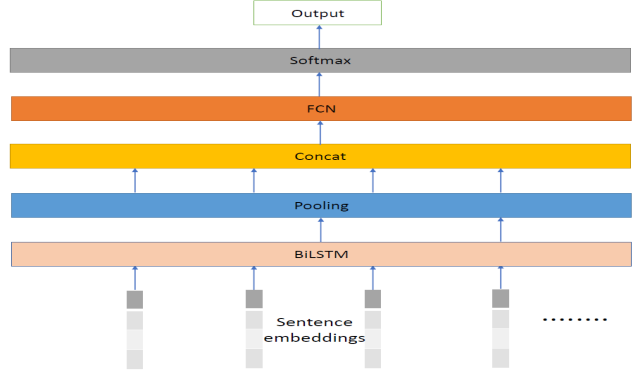 Output
Softmax
FCN
Concat
Pooling
BiLSTM
Sentence
embeddings
........